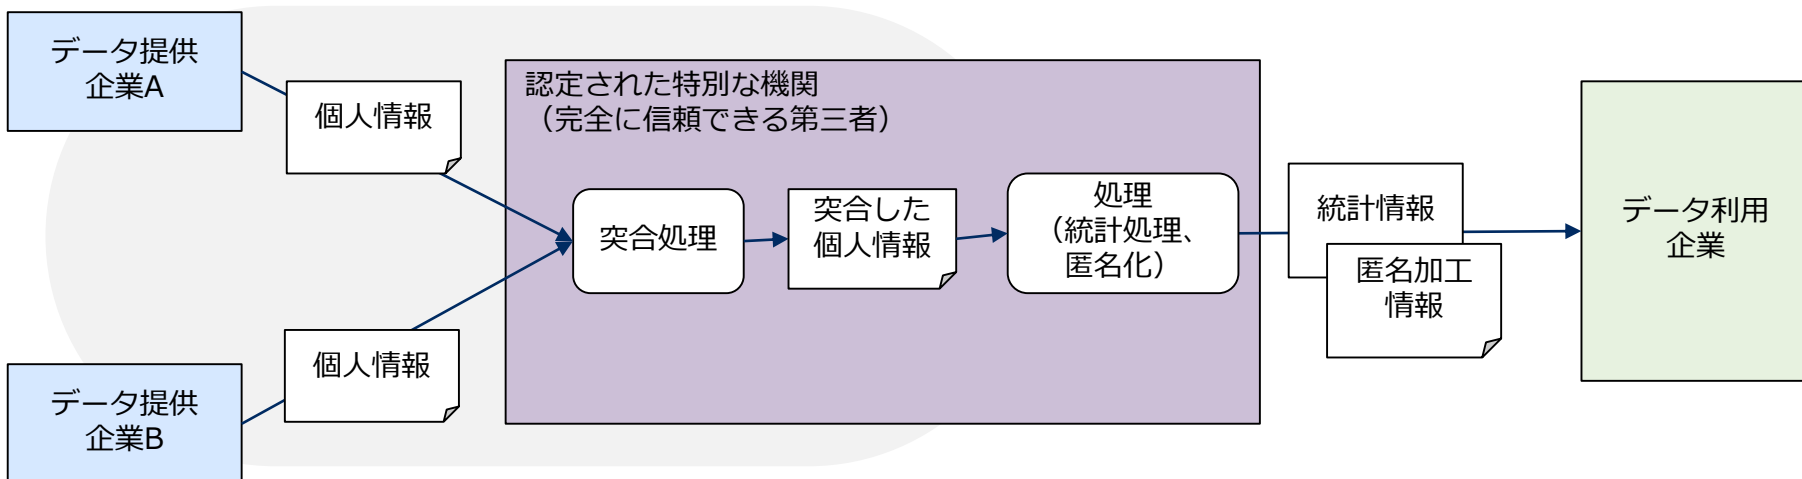 データ提供
企業A
個人情報
データ提供
企業B
個人情報
認定された特別な機関
（完全に信頼できる第三者）
突合処理
突合した
個人情報
処理
（統計処理、
匿名化）
統計情報
匿名加工
情報
データ利用
企業